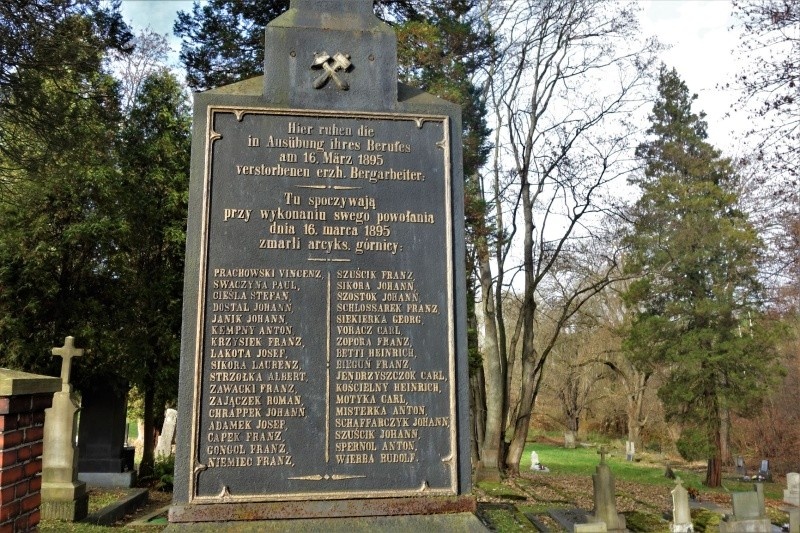 Hier ruhen die
in Ausübung ihres Berufes
am 16. März 1895
verstorbenen erzh. Bergarbeiter:
Tu spoczywają
przy wykonaniu swego powołania
dnia 16. marca 1895
zmarli arcyks. górnicy:
PRACHOWSKI VINCENZ,
SWACZYNA PAUL,
CIEŚLA STEFAN,
DOSTAL JOHANN,
JANIK JOHANN,
KEMPNY ANTON,
KRZYSIEK FRANZ,
LAKOTA JOSEF,
SIKORA LAURENZ,
STRZOŁKA ALBERT,
ZAWACKI FRANZ,
ZAJĄCZEK ROMAN,
CHRAPPEK JOHANN,
ADAMEK JOSEF,
CAPEK FRANZ,
GONGOL FRANZ,
NIEMIEC FRANZ,
SZUŚCIK FRANZ,
SIKORA JOHANN,
SZOSTOK JOHANN,
SCHLOSSAREK FRANZ,
SIEKIERKA GEORG,
VORACZ CARL,
ZOPORA FRANZ,
BETTI HEINRICH,
BIEGUŃ FRANZ,
JENDRZYSZCZOK CARL,
KOŚCIELNY HEINRICH,
MOTYKA CARL,
MISTERKA ANTON,
SCHAFFARCZYK JOHANN,
SZUŚCIK JOHANN,
SPERNOL ANTON,
WIERBA RUDOLF.